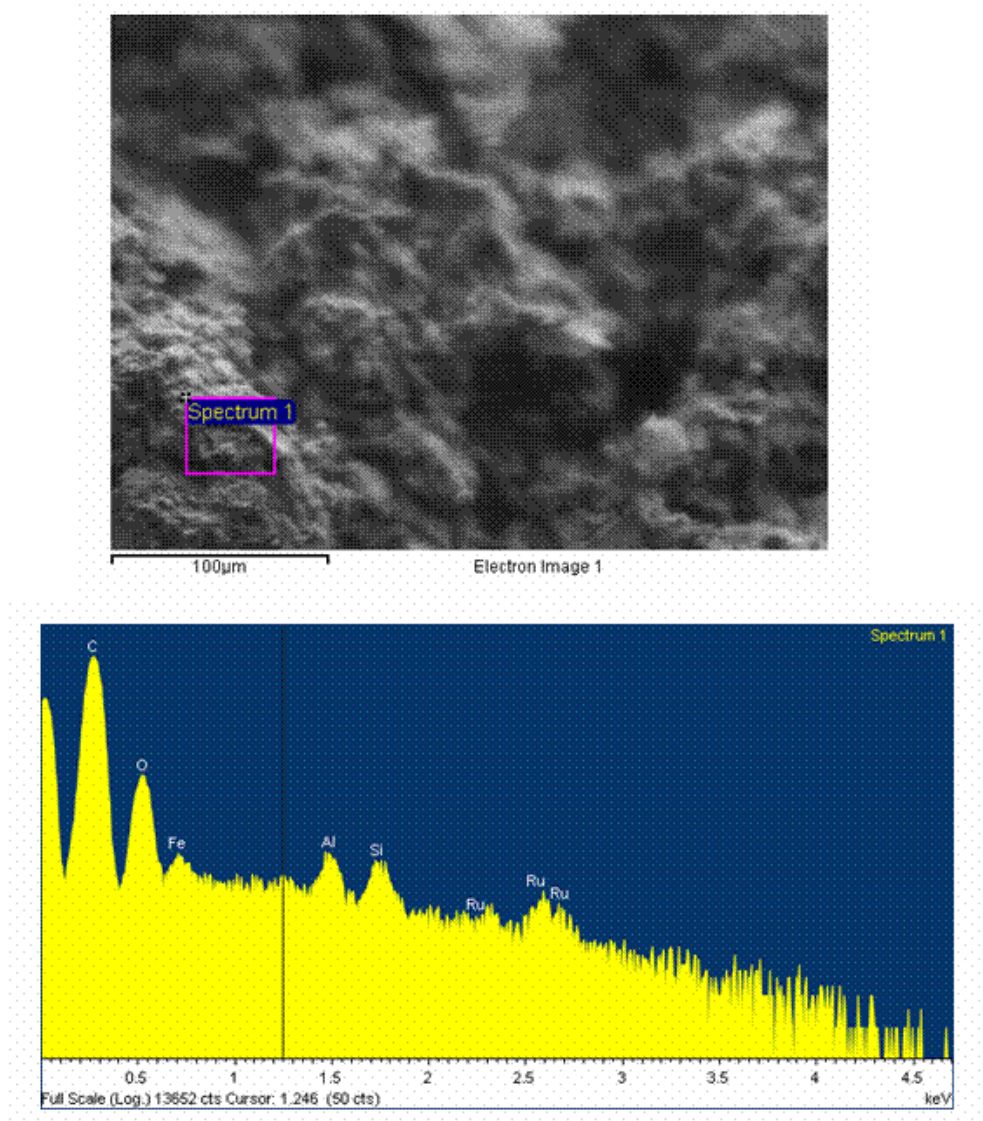 Spectrum 1
100µm
Electron Image 1
Spectrum 1
C
O
Fe
Al
Si
Ru
Ru
Ru
0.5 1 1.5 2 2.5 3 3.5 4 4.5
Full Scale (Log.) 13652 cts Cursor: 1.246 (50 cts) keV